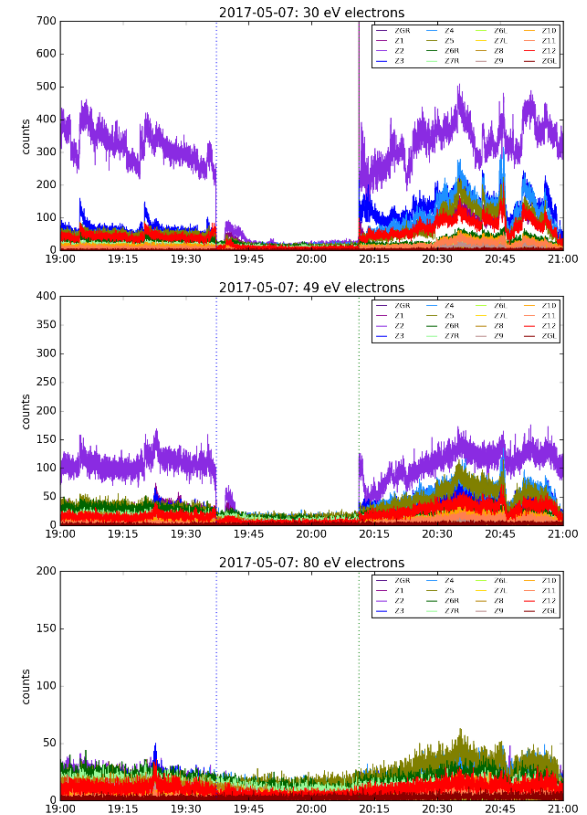 2017-05-07: 30 eV electrons
700
600
500
400
300
200
100
0
counts
ZGR Z4 Z6L Z10
Z1 Z5 Z7L Z11
Z2 Z6R Z8 Z12
Z3 Z7R Z9 ZGL
19:00 19:15 19:30 19:45 20:00 20:15 20:30 20:45 21:00
2017-05-07: 49 eV electrons
400
350
300
250
200
150
100
50
0
counts
ZGR Z4 Z6L Z10
Z1 Z5 Z7L Z11
Z2 Z6R Z8 Z12
Z3 Z7R Z9 ZGL
19:00 19:15 19:30 19:45 20:00 20:15 20:30 20:45 21:00
2017-05-07: 80 eV electrons
200
150
100
50
0
counts
ZGR Z4 Z6L Z10
Z1 Z5 Z7L Z11
Z2 Z6R Z8 Z12
Z3 Z7R Z9 ZGL
19:00 19:15 19:30 19:45 20:00 20:15 20:30 20:45 21:00